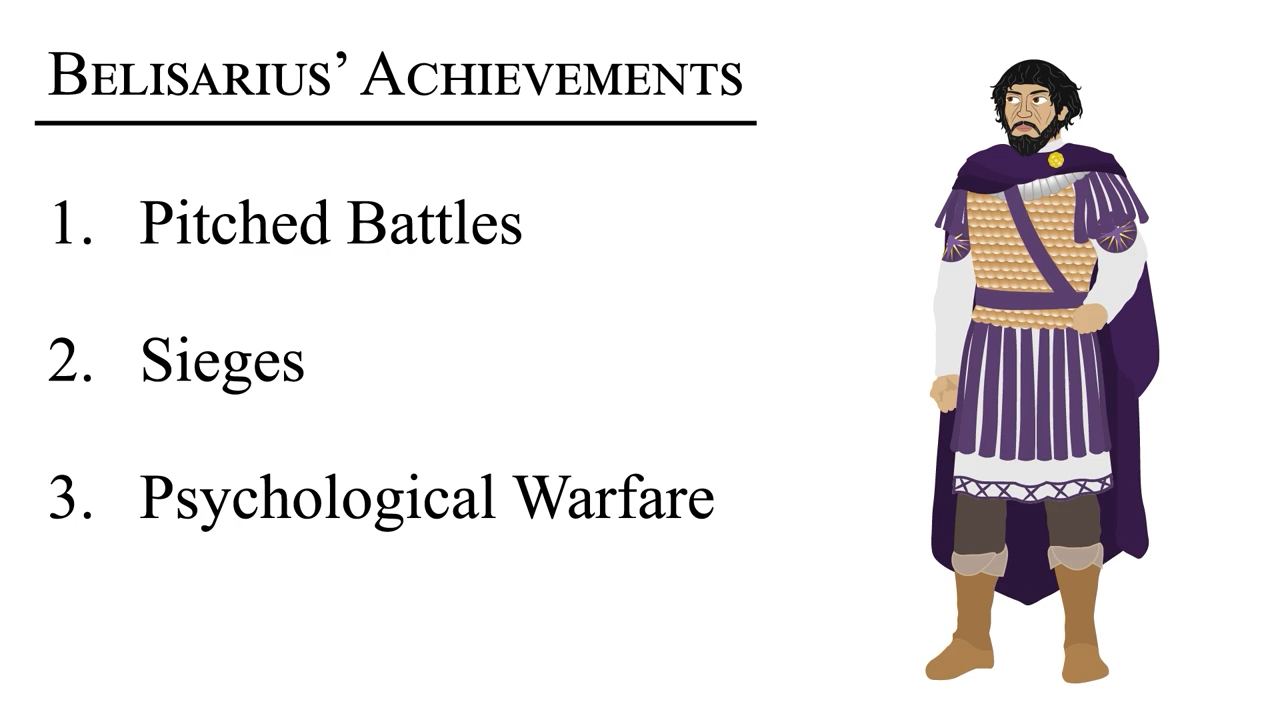 Belisarius’ Achievements
1. Pitched Battles
2. Sieges
3. Psychological Warfare